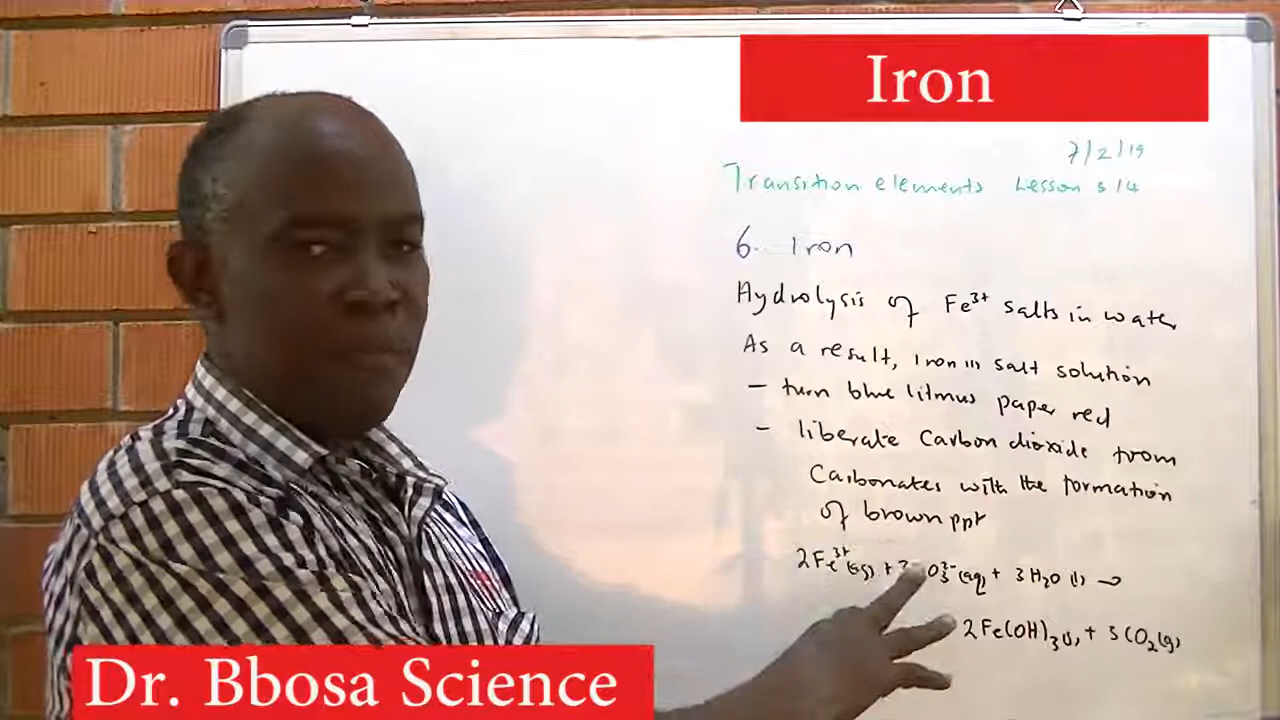 Iron
7/2/19
Transition elements Lesson 3/4
6. Iron
Hydrolysis of Fe³⁺ salts in water
As a result, Iron III salt solution
- turn blue litmus paper red
- liberate Carbon dioxide from
Carbonates with the formation
of brown ppt
2Fe³⁺(aq) + O₃²⁻(aq) + 3H₂O(l) →
2Fe(OH)₃(s) + 3CO₂(g)
Dr. Bbosa Science